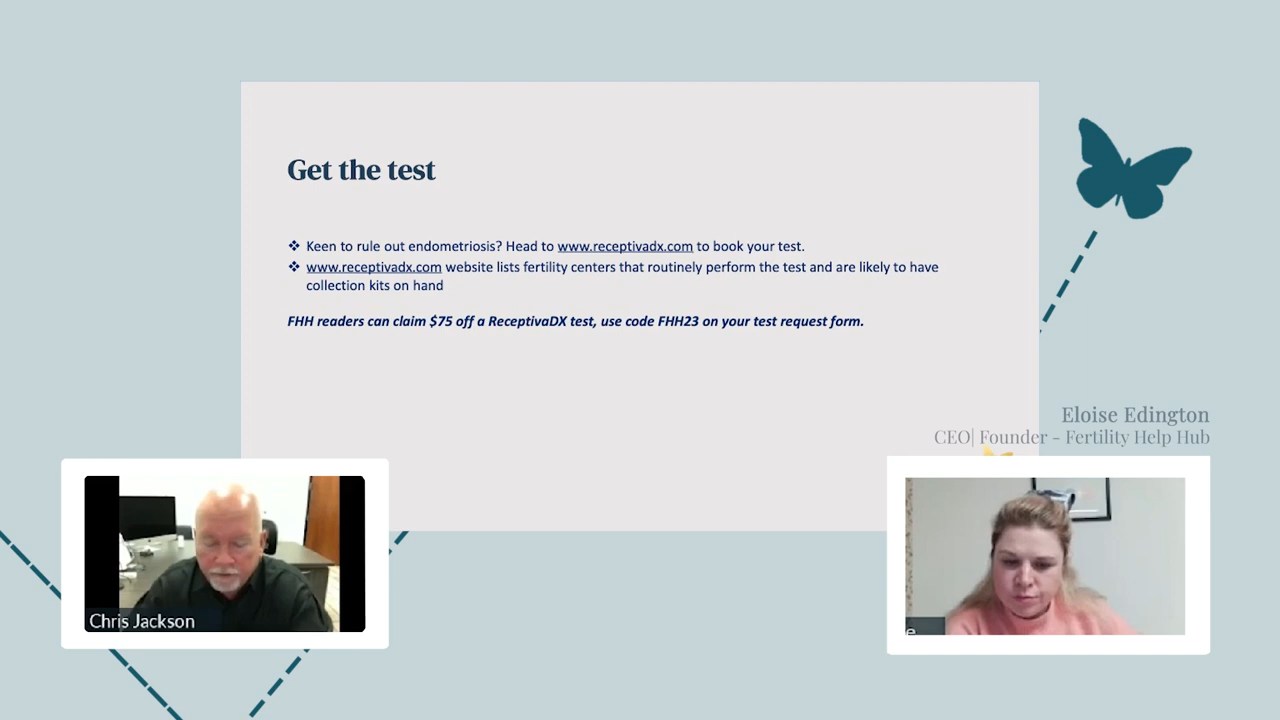 Get the test
❖ Keen to rule out endometriosis? Head to www.receptivadx.com to book your test.
❖ www.receptivadx.com website lists fertility centers that routinely perform the test and are likely to have
collection kits on hand
FHH readers can claim $75 off a ReceptivaDX test, use code FHH23 on your test request form.
Eloise Edington
CEO| Founder - Fertility Help Hub
Chris Jackson
e